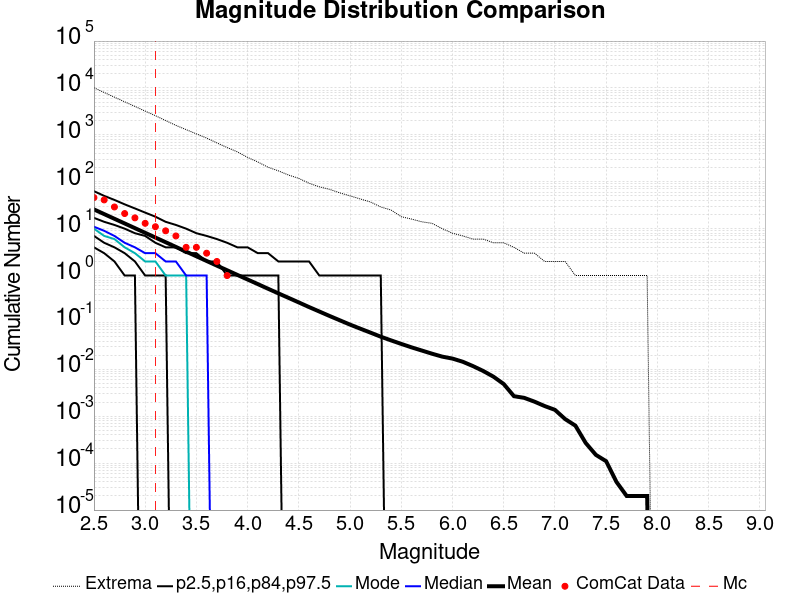 Magnitude Distribution Comparison
10 5
10 4
10 3
10 2
10 1
10 0
10 -1
10 -2
10 -3
10 -4
10 -5
Cumulative Number
2.5 3.0 3.5 4.0 4.5 5.0 5.5 6.0 6.5 7.0 7.5 8.0 8.5 9.0
Magnitude
Extrema p2.5,p16,p84,p97.5 Mode Median Mean ComCat Data Mc